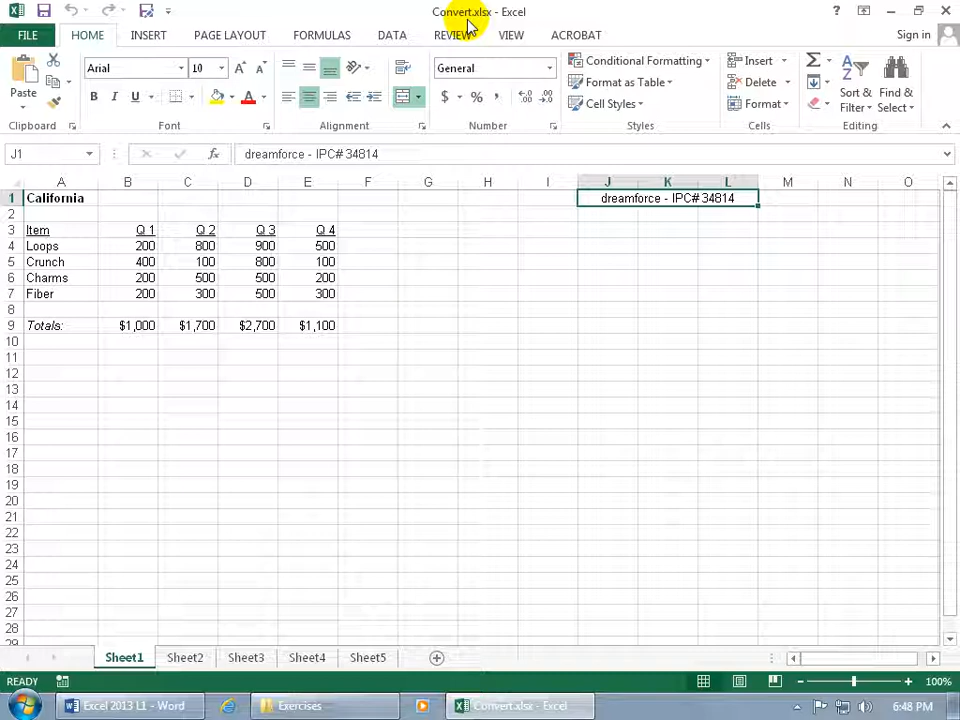 Convert.xlsx - Excel
?
FILE HOME INSERT PAGE LAYOUT FORMULAS DATA REVIEW VIEW ACROBAT Sign in
Paste
Arial 10
B I U A
General
$ % ,
Conditional Formatting
Format as Table
Cell Styles
Insert
Delete
Format
Sort & Filter
Find & Select
Clipboard Font Alignment Number Styles Cells Editing
J1 fx dreamforce - IPC# 34814
A B C D E F G H I J K L M N O
1 California dreamforce - IPC# 34814
2
3 Item Q 1 Q 2 Q 3 Q 4
4 Loops 200 800 900 500
5 Crunch 400 100 800 100
6 Charms 200 500 500 200
7 Fiber 200 300 500 300
8
9 Totals: $1,000 $1,700 $2,700 $1,100
10
11
12
13
14
15
16
17
18
19
20
21
22
23
24
25
26
27
28
29
Sheet1 Sheet2 Sheet3 Sheet4 Sheet5
READY 100%
Excel 2013 L1 - Word Exercises Convert.xlsx - Excel 6:48 PM